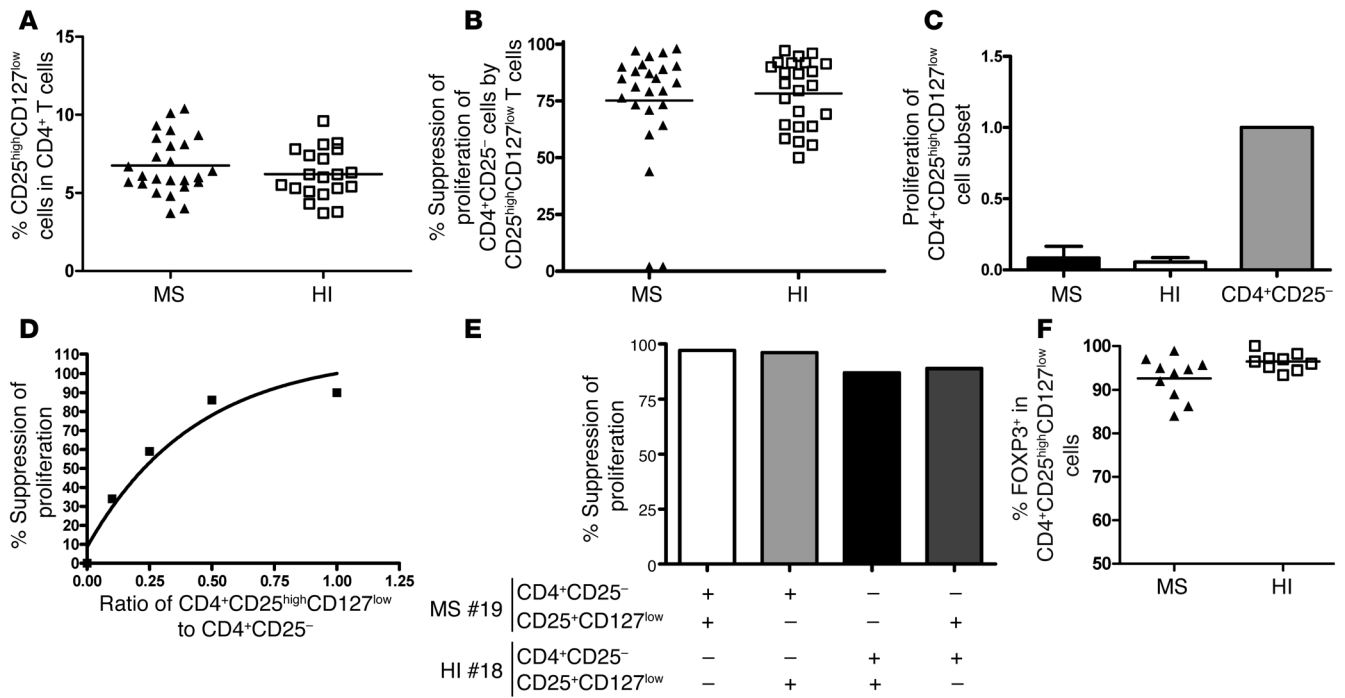 A
% CD25highCD127low
cells in CD4+ T cells
15
10
5
0
MS
HI
B
% Suppression of
proliferation of
CD4+CD25– cells by
CD25highCD127low T cells
100
75
50
25
0
MS
HI
C
Proliferation of
CD4+CD25highCD127low
cell subset
1.5
1.0
0.5
0.0
MS
HI
CD4+CD25–
D
% Suppression of
proliferation
110
100
90
80
70
60
50
40
30
20
10
0
0.00
0.25
0.50
0.75
1.00
1.25
Ratio of CD4+CD25highCD127low
to CD4+CD25–
E
% Suppression of
proliferation
100
75
50
25
0
MS #19
CD4+CD25– + + – –
CD25+CD127low + – – +
HI #18
CD4+CD25– – – + +
CD25+CD127low – + + –
F
% FOXP3+ in
CD4+CD25highCD127low
cells
100
90
80
70
60
50
MS
HI